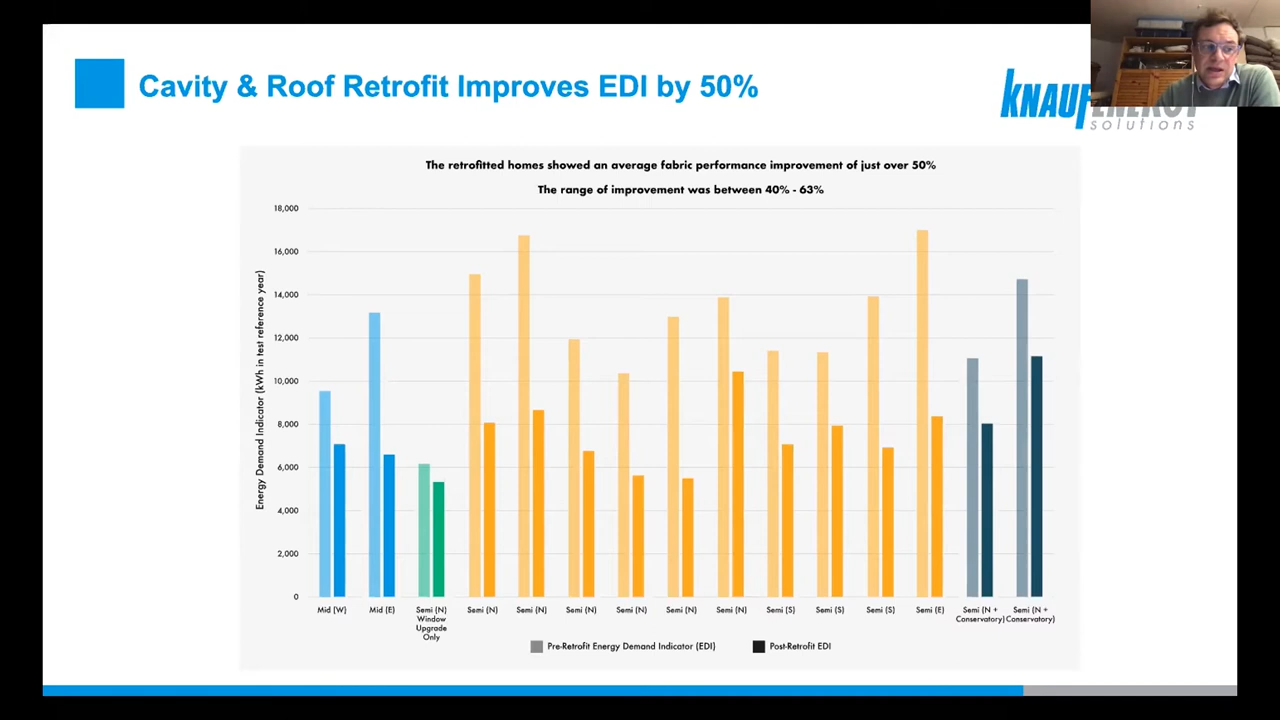 Cavity & Roof Retrofit Improves EDI by 50%
KNAUF ENERGY
solutions
The retrofitted homes showed an average fabric performance improvement of just over 50%
The range of improvement was between 40% - 63%
Energy Demand Indicator (kWh in test reference year)
18,000
16,000
14,000
12,000
10,000
8,000
6,000
4,000
2,000
0
Mid (W)
Mid (E)
Semi (N)
Window
Upgrade
Only
Semi (N)
Semi (N)
Semi (N)
Semi (N)
Semi (N)
Semi (N)
Semi (S)
Semi (S)
Semi (S)
Semi (E)
Semi (N +
Conservatory)
Semi (N +
Conservatory)
Pre-Retrofit Energy Demand Indicator (EDI)
Post-Retrofit EDI